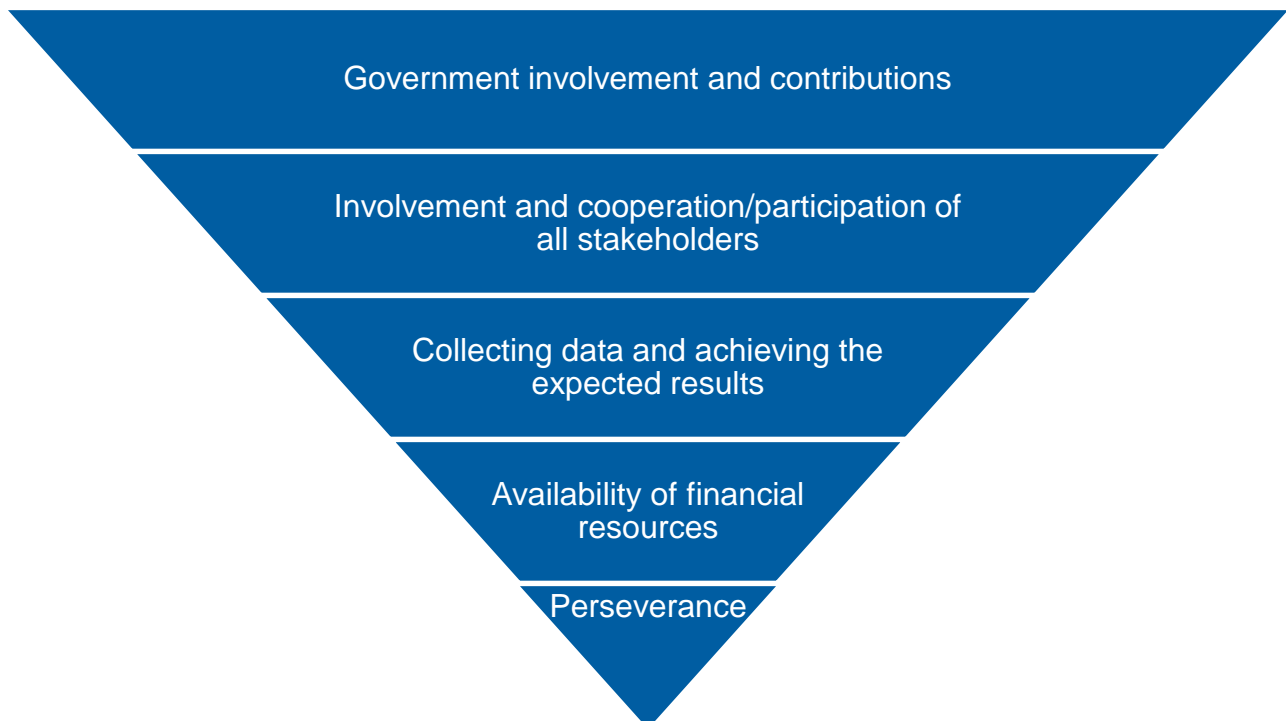 Government involvement and contributions
Involvement and cooperation/participation of
all stakeholders
Collecting data and achieving the
expected results
Availability of financial
resources
Perseverance